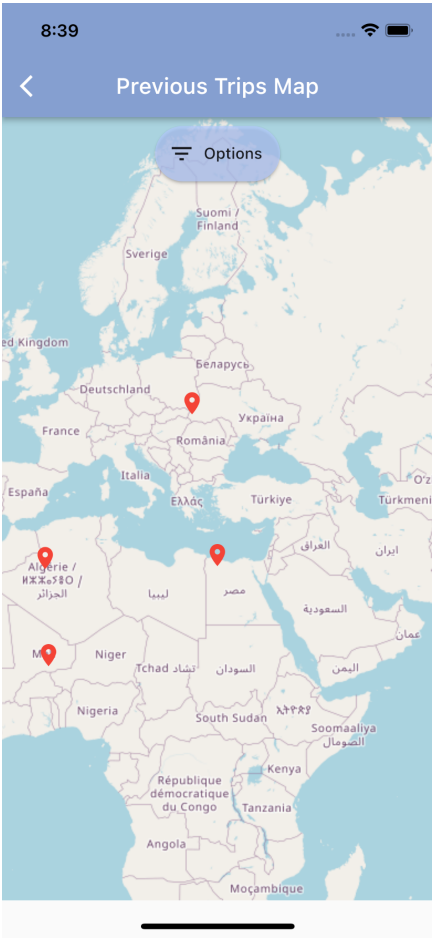 8:39
Previous Trips Map
Options
Suomi /
Finland
Sverige
ed Kingdom
Беларусь
Deutschland
Україна
France
România
Italia
España
Ελλάς
Türkiye
O'z
Türkmeni
العراق
ایران
Algérie /
ⵍⵣⵣⴰⵢⴻⵔ /
الجزائر
ليبيا
مصر
السعودية
عمان
Niger
Tchad تشاد
السودان
اليمن
Nigeria
South Sudan
ኢትዮጵያ
Soomaaliya
الصومال
Kenya
République
démocratique
du Congo
Tanzania
Angola
Moçambique